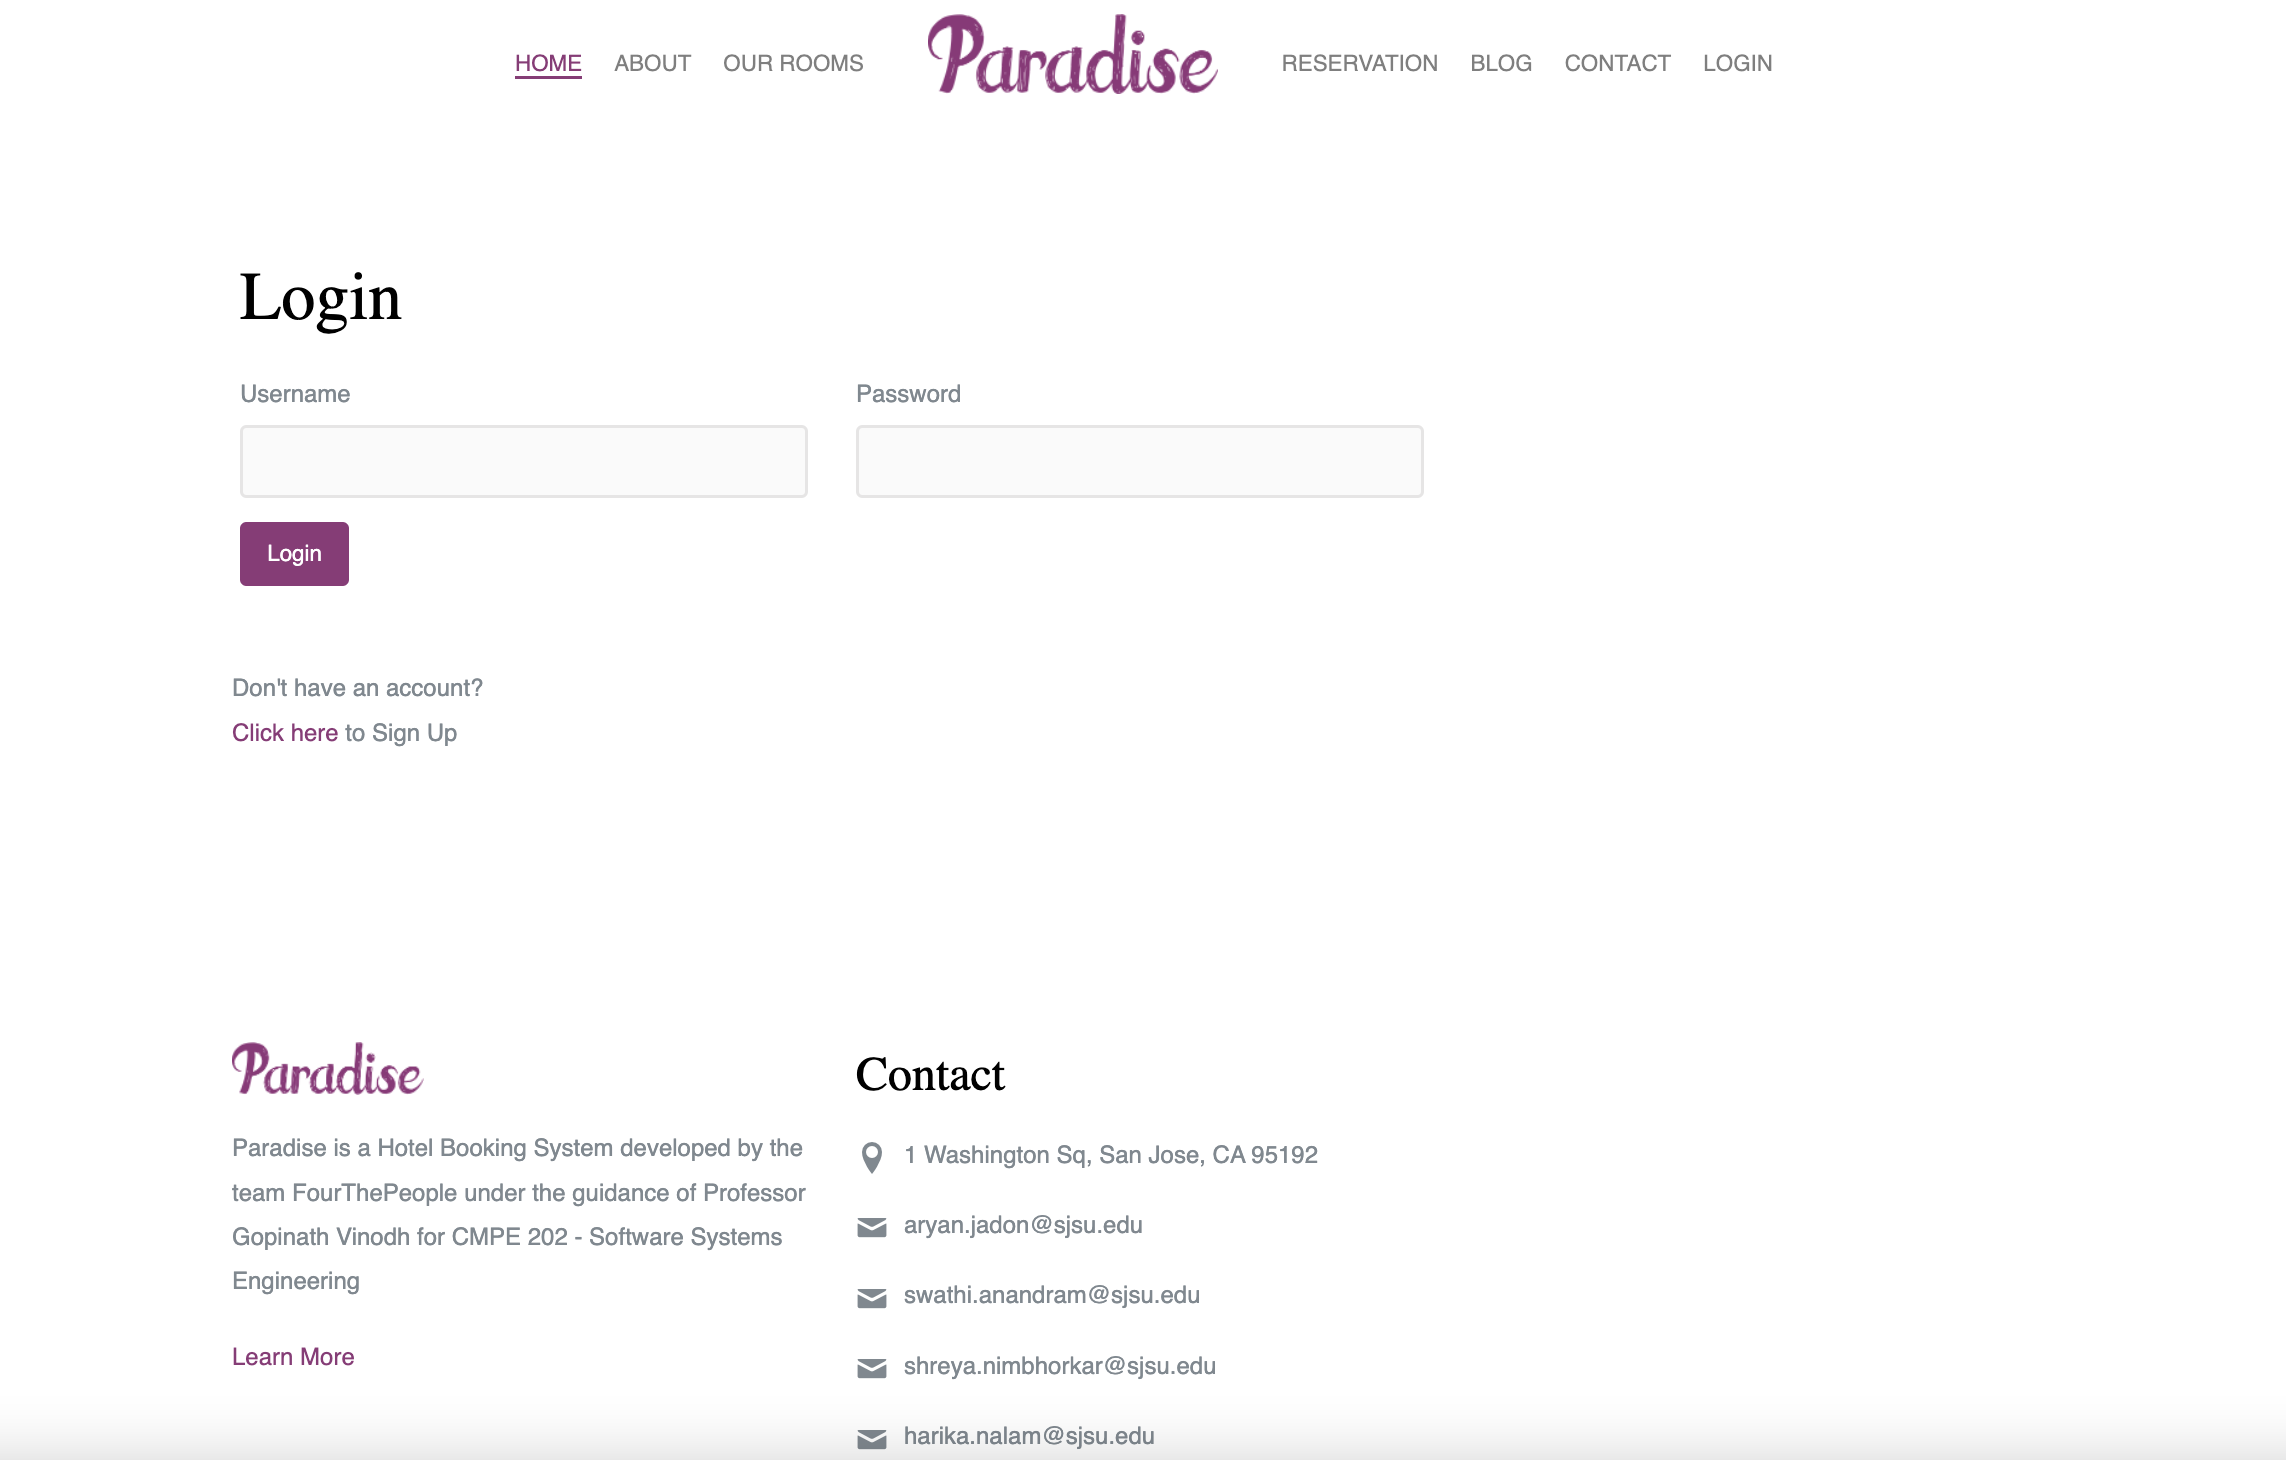 HOME ABOUT OUR ROOMS Paradise RESERVATION BLOG CONTACT LOGIN
Login
Username
Password
Login
Don't have an account?
Click here to Sign Up
Paradise
Paradise is a Hotel Booking System developed by the
team FourThePeople under the guidance of Professor
Gopinath Vinodh for CMPE 202 - Software Systems
Engineering
Learn More
Contact
1 Washington Sq, San Jose, CA 95192
aryan.jadon@sjsu.edu
swathi.anandram@sjsu.edu
shreya.nimbhorkar@sjsu.edu
harika.nalam@sjsu.edu